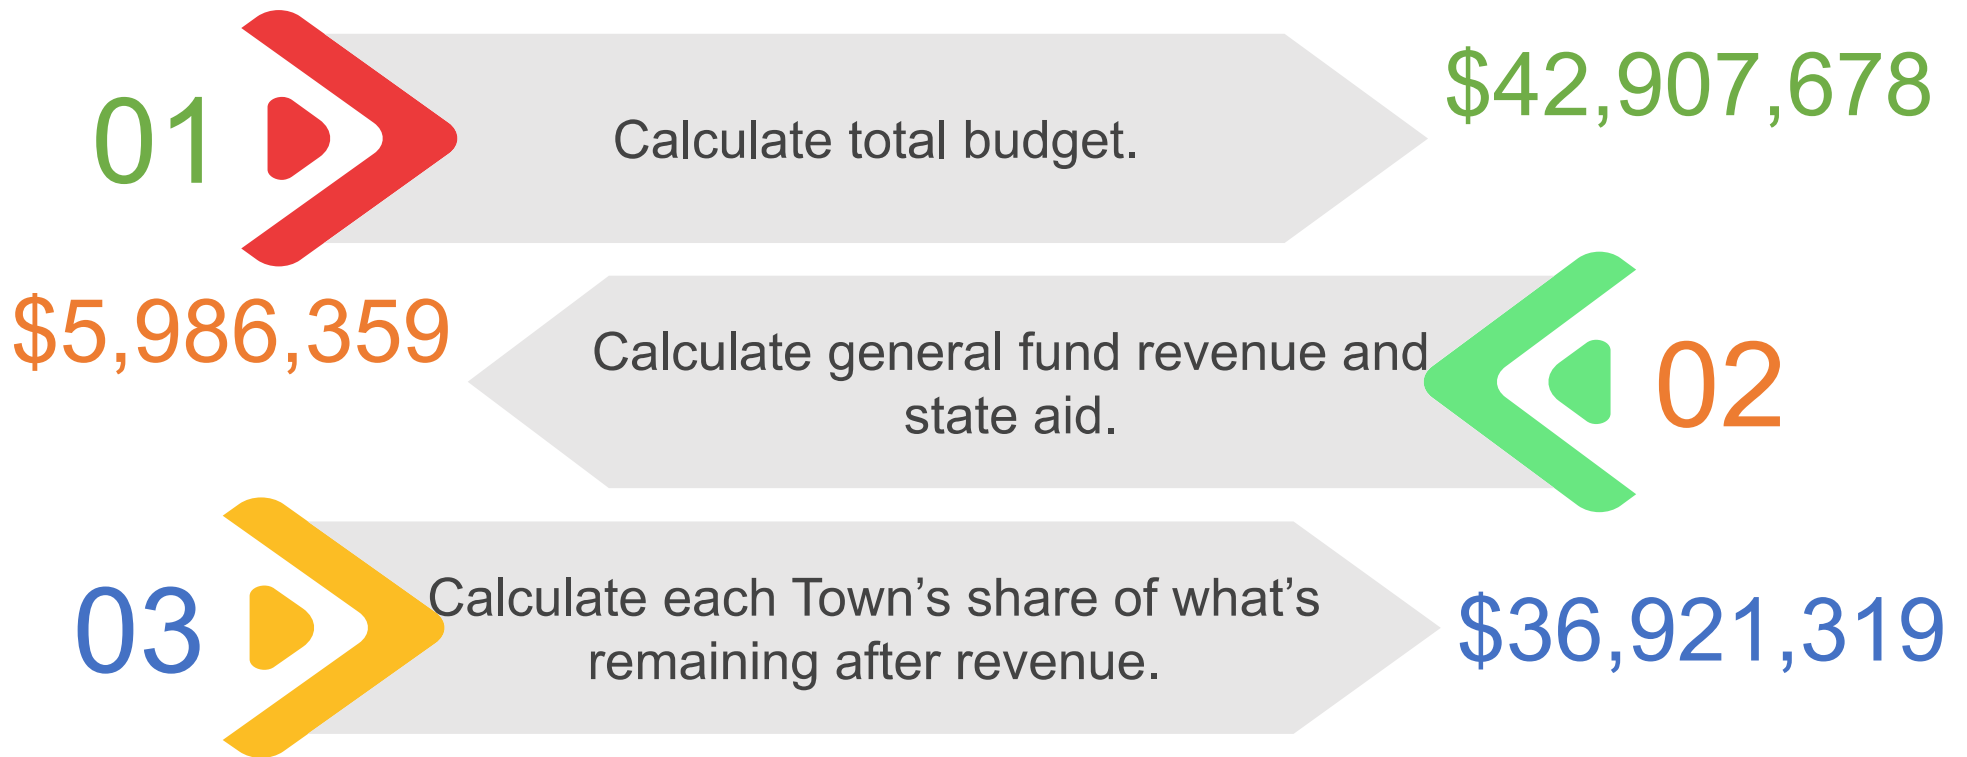 01
Calculate total budget.
$42,907,678
$5,986,359
Calculate general fund revenue and
state aid.
02
03
Calculate each Town’s share of what’s
remaining after revenue.
$36,921,319